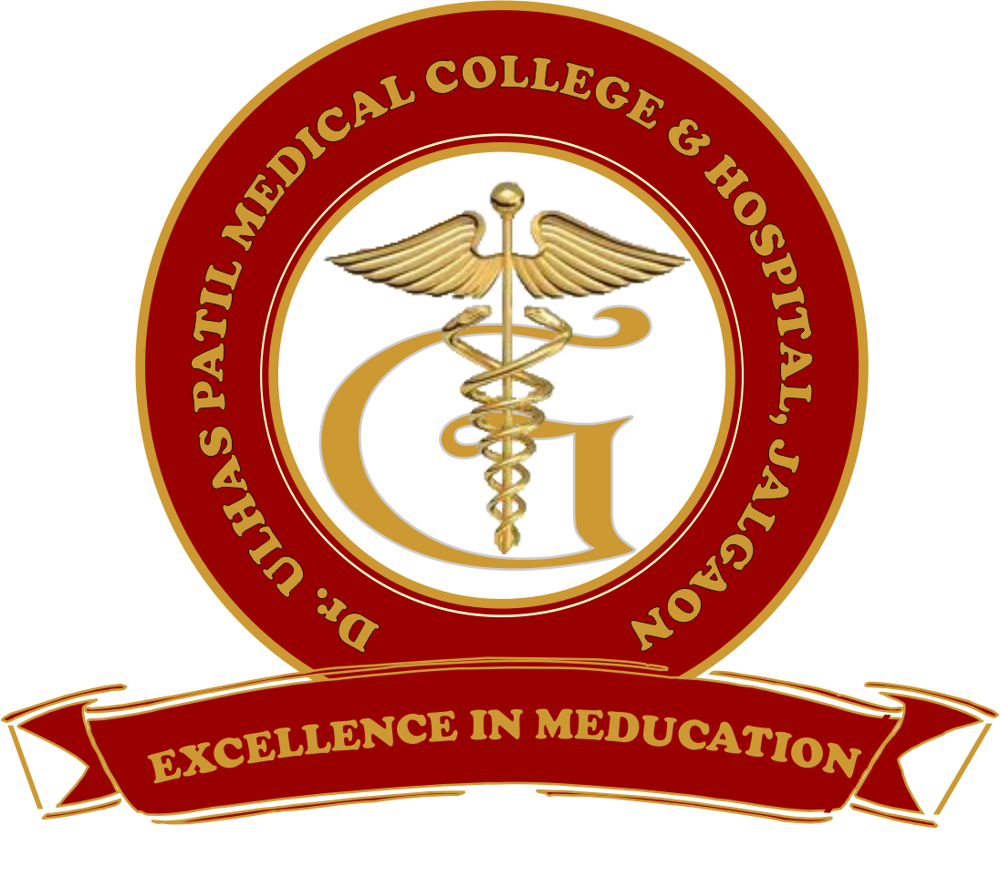 Dr. ULHAS PATIL MEDICAL COLLEGE & HOSPITAL, JALGAON
G
EXCELLENCE IN MEDUCATION